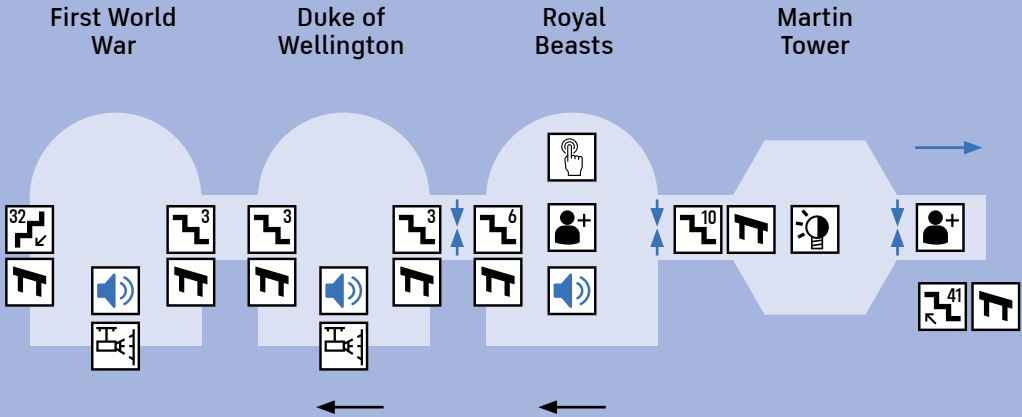 First World
War
Duke of
Wellington
Royal
Beasts
Martin
Tower
32
3
3
3
6
10
41